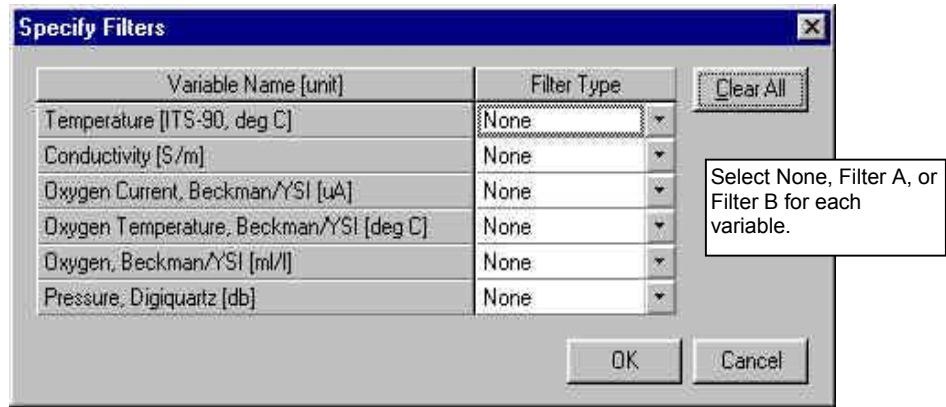 Specify Filters
Variable Name [unit] Filter Type Clear All
Temperature [ITS-90, deg C] None
Conductivity [S/m] None
Oxygen Current, Beckman/YSI [uA] None
Oxygen Temperature, Beckman/YSI [deg C] None
Oxygen, Beckman/YSI [ml/l] None
Pressure, Digiquartz [db] None
Select None, Filter A, or
Filter B for each
variable.
OK Cancel